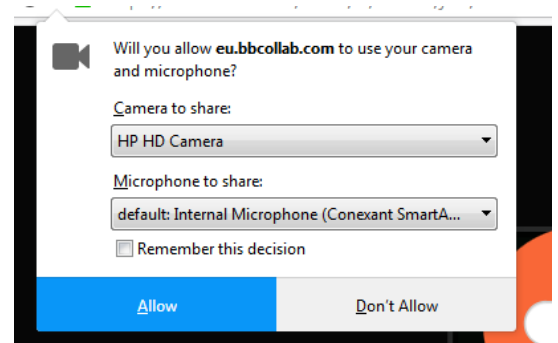 Will you allow eu.bbcollab.com to use your camera
and microphone?
Camera to share:
HP HD Camera
Microphone to share:
default: Internal Microphone (Conexant SmartA...
Remember this decision
Allow
Don't Allow